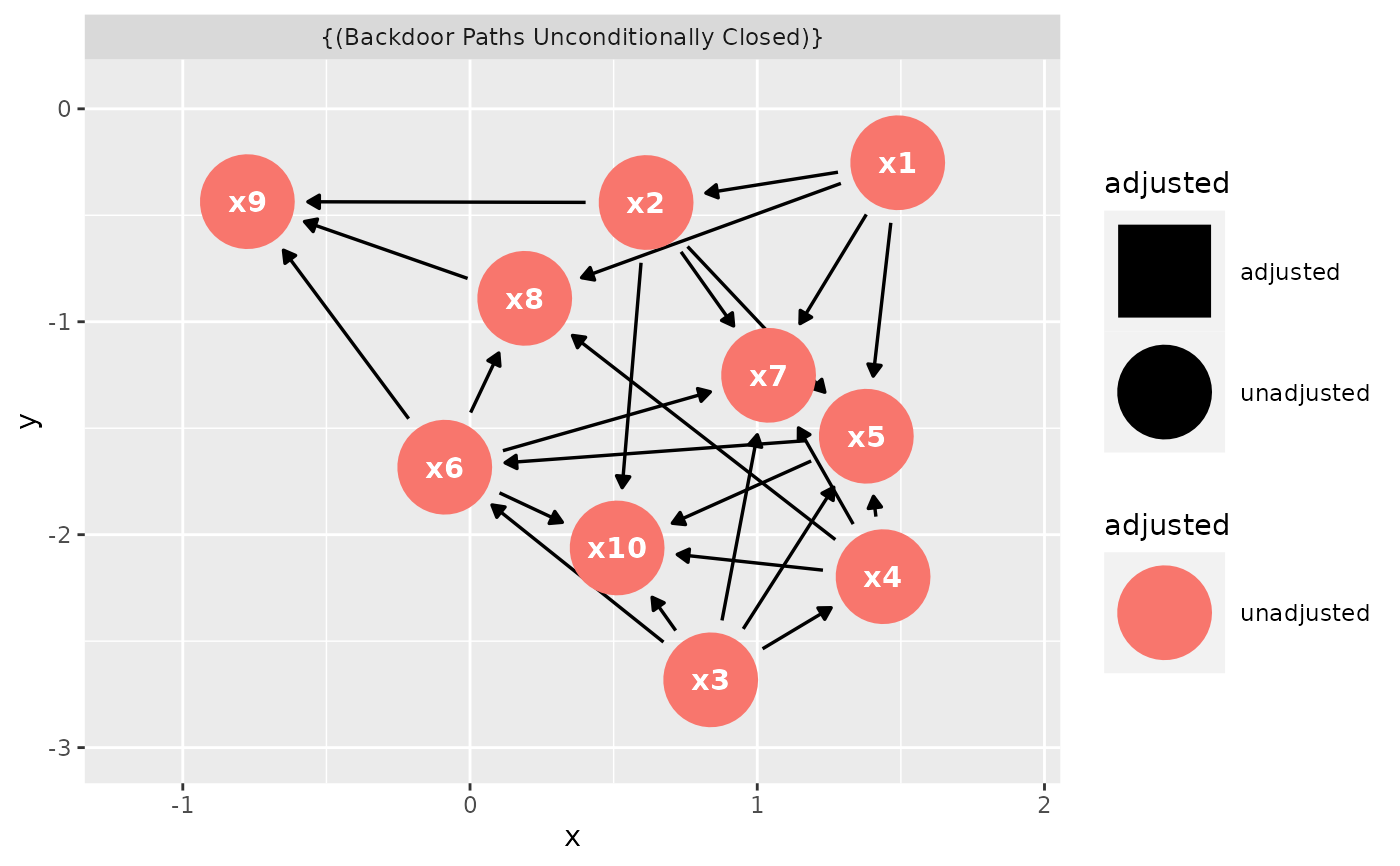 {(Backdoor Paths Unconditionally Closed)}
0
-1
-2
-3
y
x9
x2
x1
x8
x7
x5
x6
x10
x4
x3
-1
0
1
2
x
adjusted
adjusted
unadjusted
adjusted
unadjusted